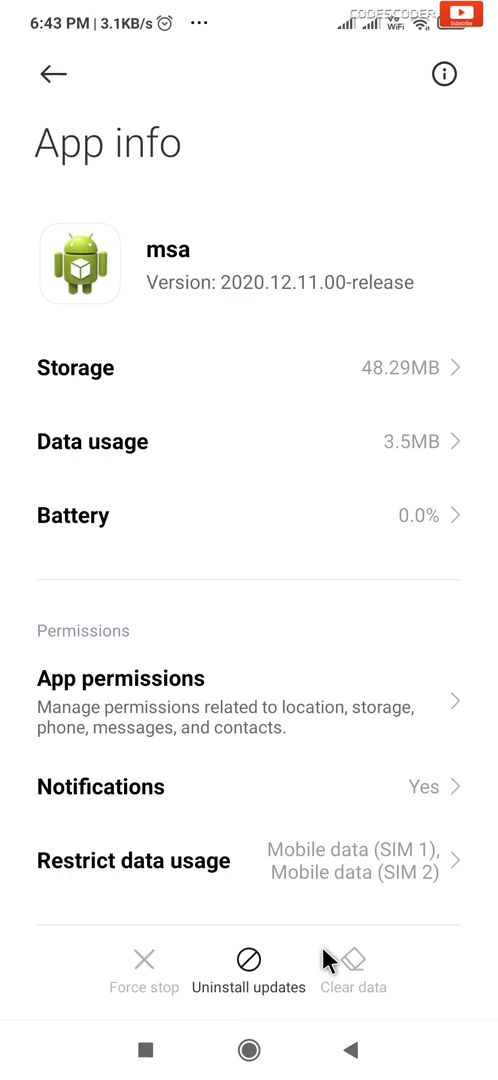 6:43 PM | 3.1KB/s ...
CODESCODER
Vo WiFi
Subscribe
App info
msa
Version: 2020.12.11.00-release
Storage 48.29MB
Data usage 3.5MB
Battery 0.0%
Permissions
App permissions
Manage permissions related to location, storage,
phone, messages, and contacts.
Notifications Yes
Restrict data usage Mobile data (SIM 1),
Mobile data (SIM 2)
Force stop Uninstall updates Clear data